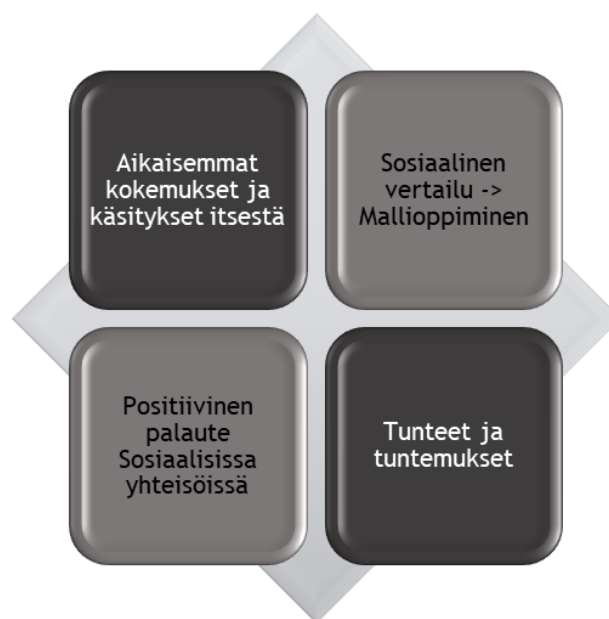 Aikaisemmat
kokemukset ja
käsitykset itsestä
Sosiaalinen
vertailu ->
Mallioppiminen
Positiivinen
palaute
Sosiaalisissa
yhteisöissä
Tunteet ja
tuntemukset